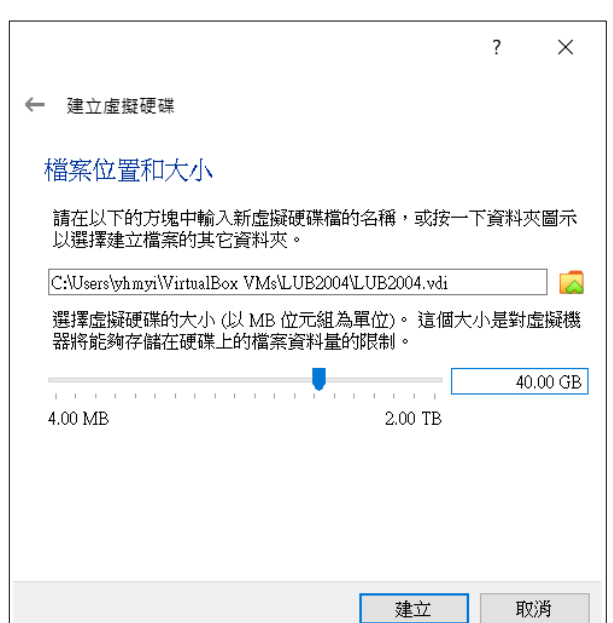 ?
建立虛擬硬碟
檔案位置和大小
請在以下的方塊中輸入新虛擬硬碟檔的名稱，或按一下資料夾圖示
以選擇建立檔案的其它資料夾。
C:\Users\yhmyi\VirtualBox VMs\LUB2004\LUB2004.vdi
選擇虛擬硬碟的大小 (以 MB 位元組為單位)。 這個大小是對虛擬機
器將能夠存儲在硬碟上的檔案資料量的限制。
40.00 GB
4.00 MB 2.00 TB
建立 取消